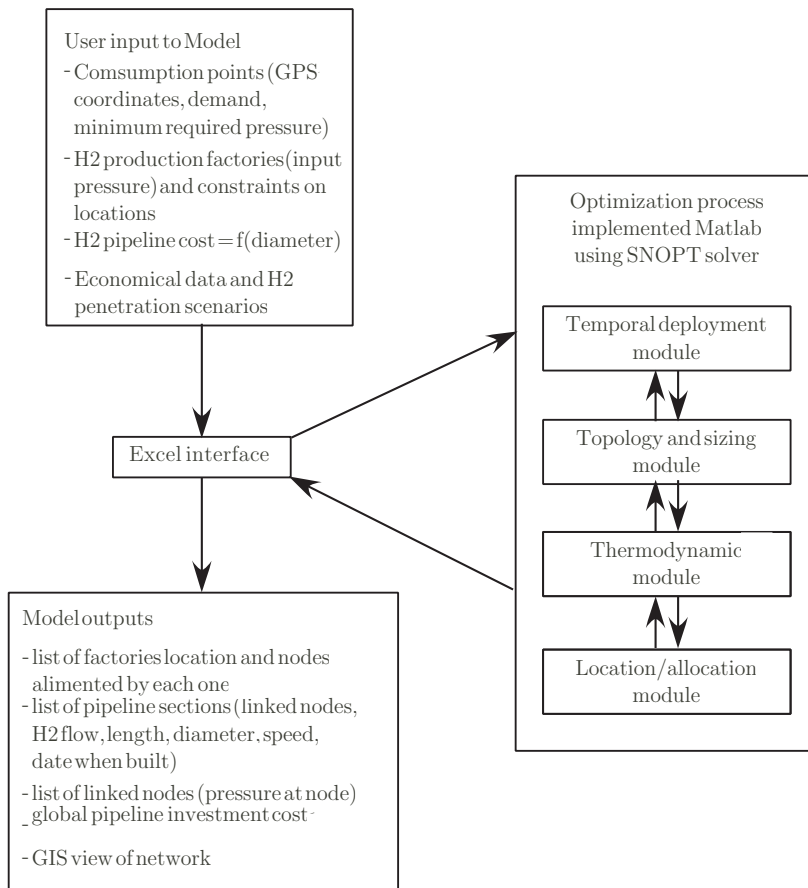 User input to Model
- Comsumption points (GPS
coordinates, demand,
minimum required pressure)
- H2 production factories (input
pressure) and constraints on
locations
- H2 pipeline cost = f(diameter)
- Economical data and H2
penetration scenarios
Excel interface
Model outputs
- list of factories location and nodes
alimented by each one
- list of pipeline sections (linked nodes,
H2 flow, length, diameter, speed,
date when built)
- list of linked nodes (pressure at node)
- global pipeline investment cost
- GIS view of network
Optimization process
implemented Matlab
using SNOPT solver
Temporal deployment
module
Topology and sizing
module
Thermodynamic
module
Location/allocation
module